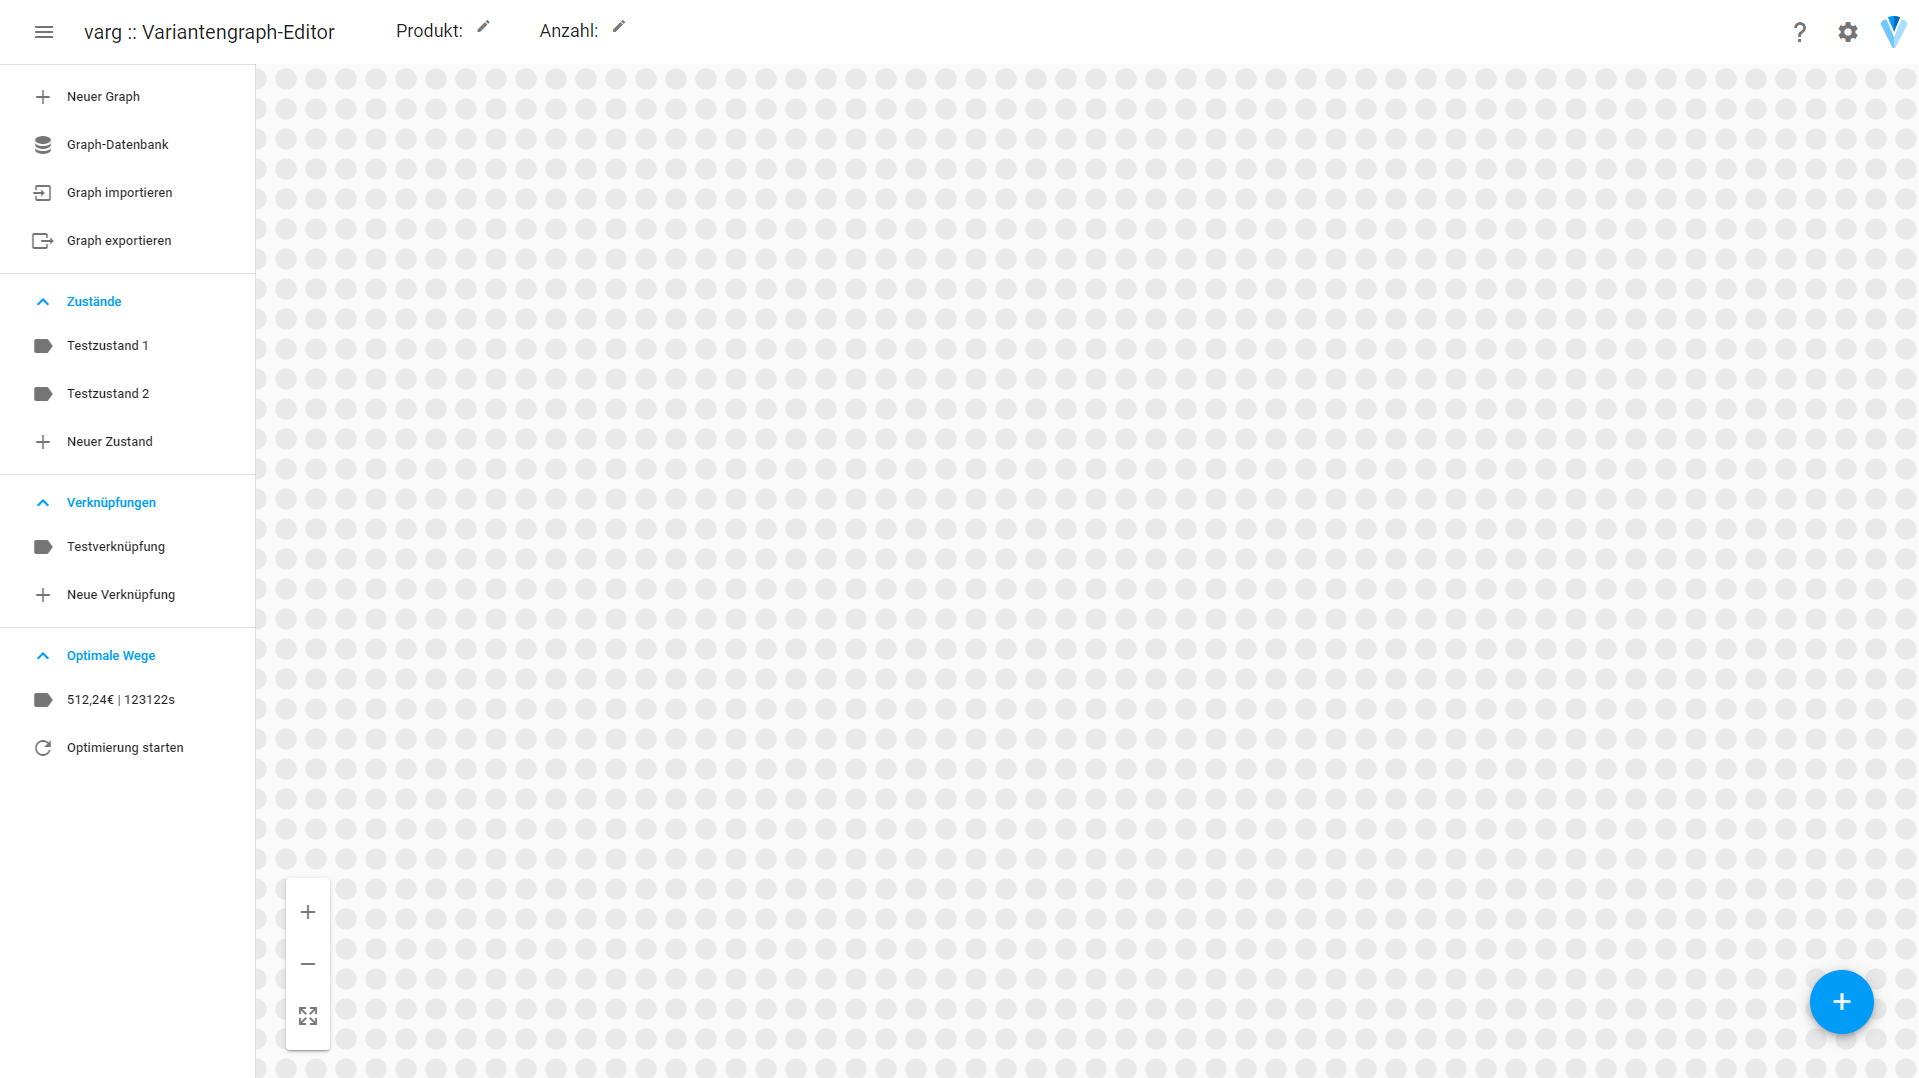 varg :: Variantengraph-Editor
Produkt:
Anzahl:
?
Neuer Graph
Graph-Datenbank
Graph importieren
Graph exportieren
Zustände
Testzustand 1
Testzustand 2
Neuer Zustand
Verknüpfungen
Testverknüpfung
Neue Verknüpfung
Optimale Wege
512,24€ | 123122s
Optimierung starten